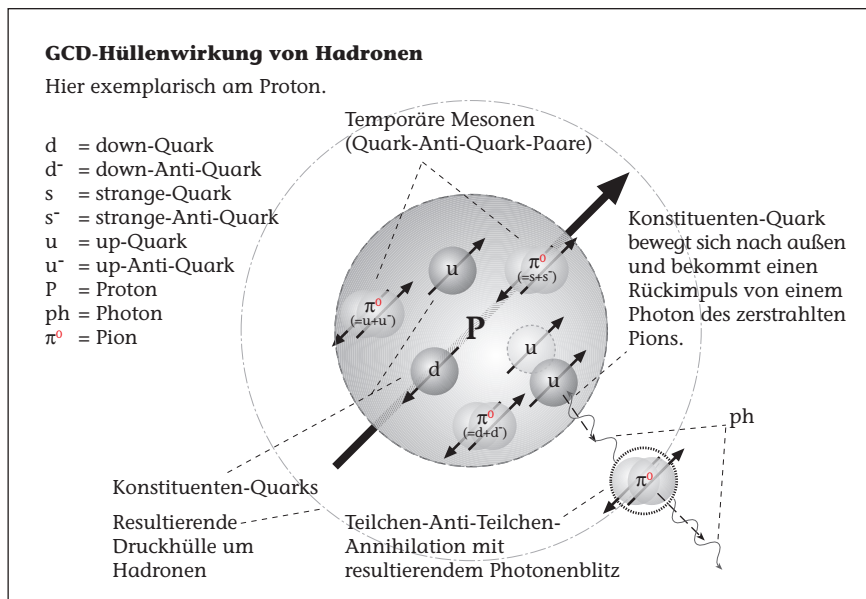 GCD-Hüllenwirkung von Hadronen
Hier exemplarisch am Proton.
d = down-Quark
d- = down-Anti-Quark
s = strange-Quark
s- = strange-Anti-Quark
u = up-Quark
u- = up-Anti-Quark
P = Proton
ph = Photon
π0 = Pion
Temporäre Mesonen
(Quark-Anti-Quark-Paare)
Konstituenten-Quark
bewegt sich nach außen
und bekommt einen
Rückimpuls von einem
Photon des zerstrahlten
Pions.
u
π0
(=s+s-)
π0
(=u+u-)
P
u
d
u
π0
(=d+d-)
ph
π0
Konstituenten-Quarks
Resultierende
Druckhülle um
Hadronen
Teilchen-Anti-Teilchen-
Annihilation mit
resultierendem Photonenblitz